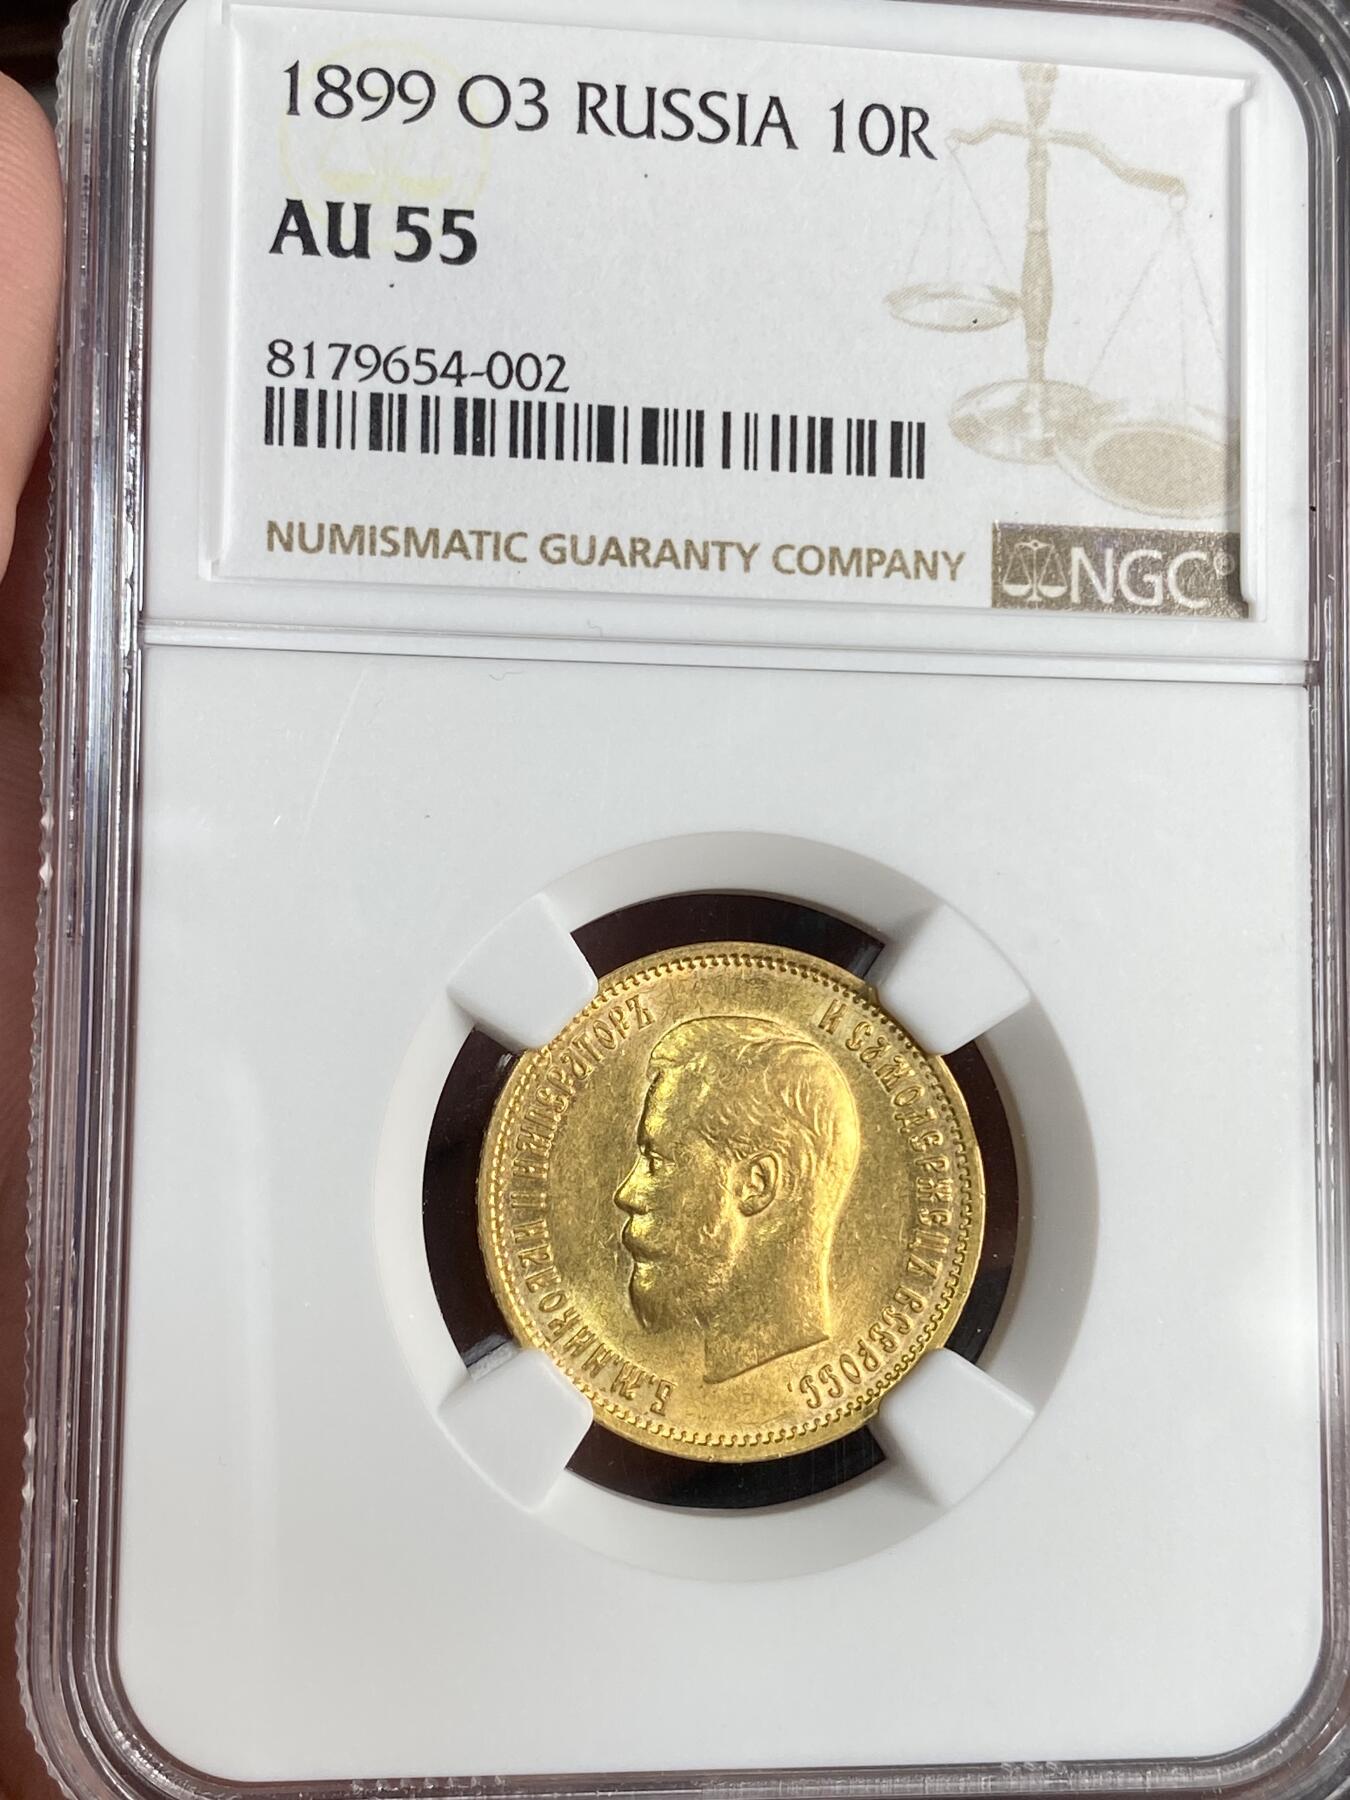 1899 O3 RUSSIA 10R
AU 55
8179654-002
NUMISMATIC GUARANTY COMPANY
NGC®
Б.М.НИКОЛАЙ II ИМПЕРАТОРЪ И САМОДЕРЖЕЦЪ ВСЕРОСС.